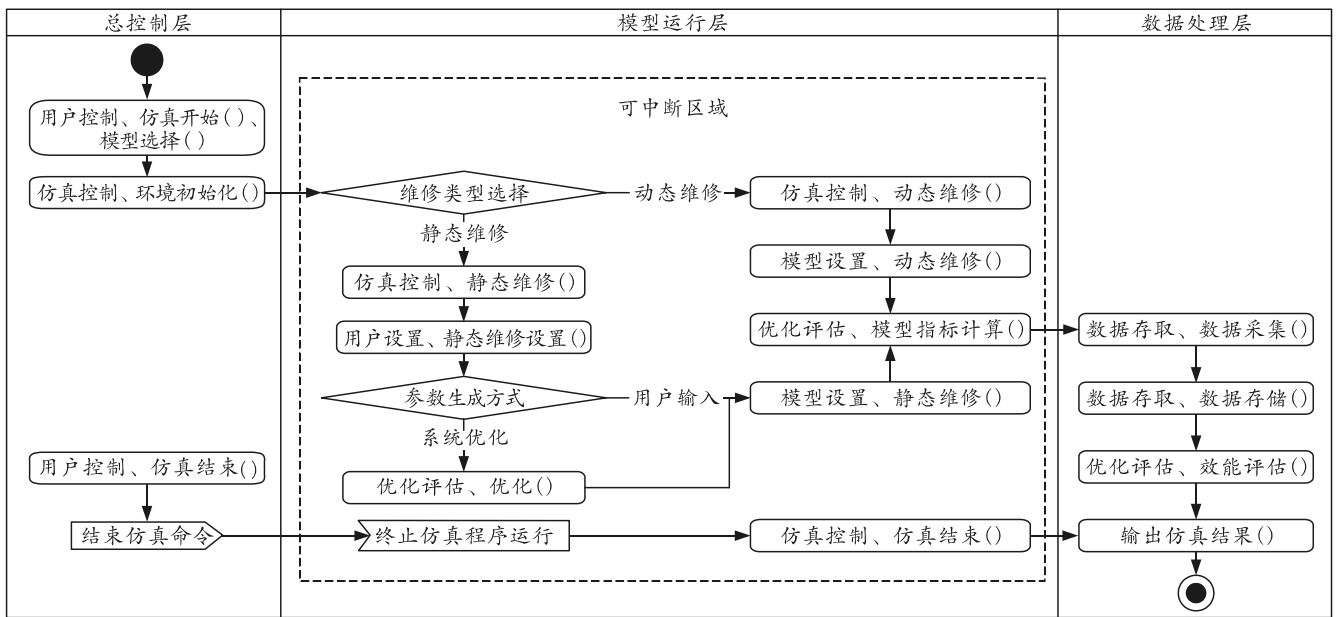 总控制层
模型运行层
数据处理层
可中断区域
用户控制、仿真开始()、
模型选择()
仿真控制、环境初始化()
维修类型选择
动态维修
仿真控制、动态维修()
静态维修
模型设置、动态维修()
仿真控制、静态维修()
用户设置、静态维修设置()
优化评估、模型指标计算()
数据存取、数据采集()
参数生成方式
用户输入
模型设置、静态维修()
数据存取、数据存储()
系统优化
用户控制、仿真结束()
优化评估、优化()
优化评估、效能评估()
结束仿真命令
终止仿真程序运行
仿真控制、仿真结束()
输出仿真结果()